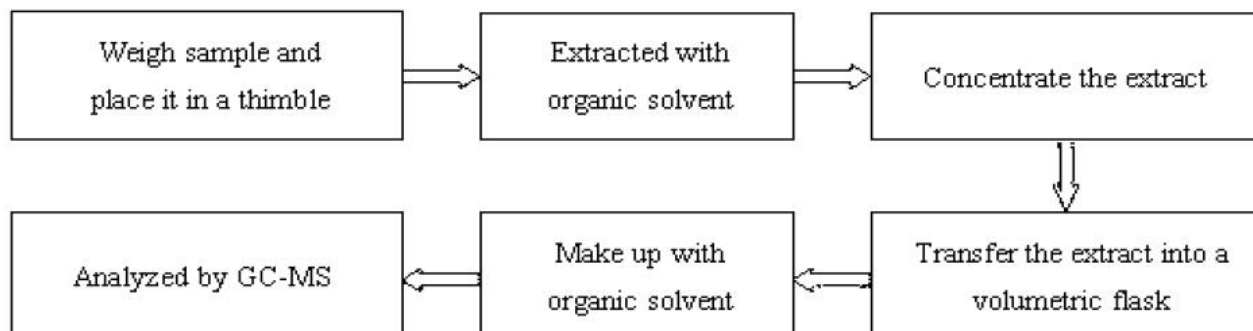 Weigh sample and
place it in a thimble
Extracted with
organic solvent
Concentrate the extract
Transfer the extract into a
volumetric flask
Make up with
organic solvent
Analyzed by GC-MS